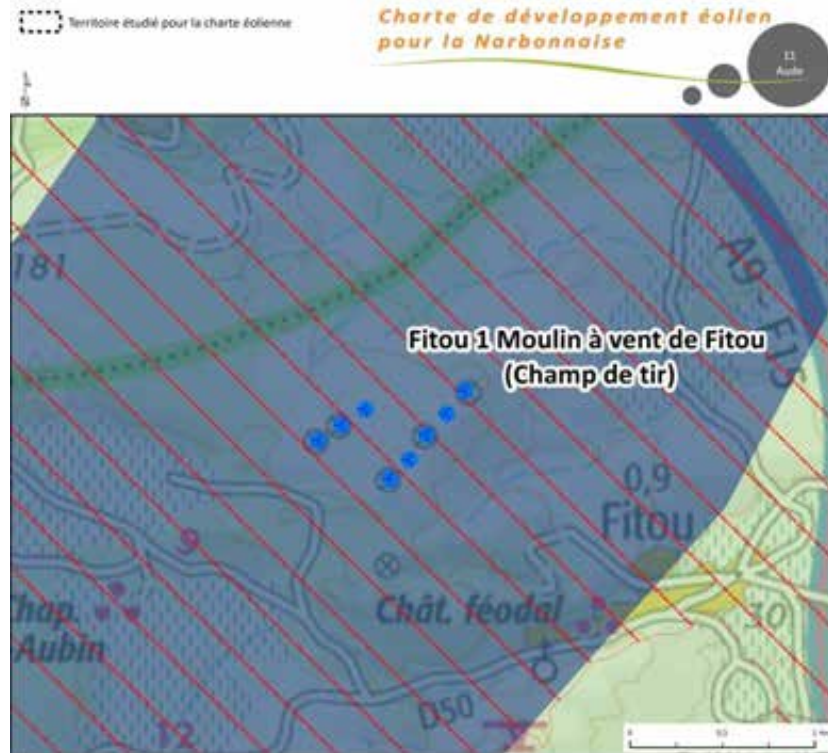 Territoire étudié pour la charte éolienne
Charte de développement éolien
pour la Narbonnaise
11
Aude
181
A9 - E15
Fitou 1 Moulin à vent de Fitou
(Champ de tir)
0,9
Fitou
9
Chât. féodal
Chap.
Aubin
30
D50
12
0